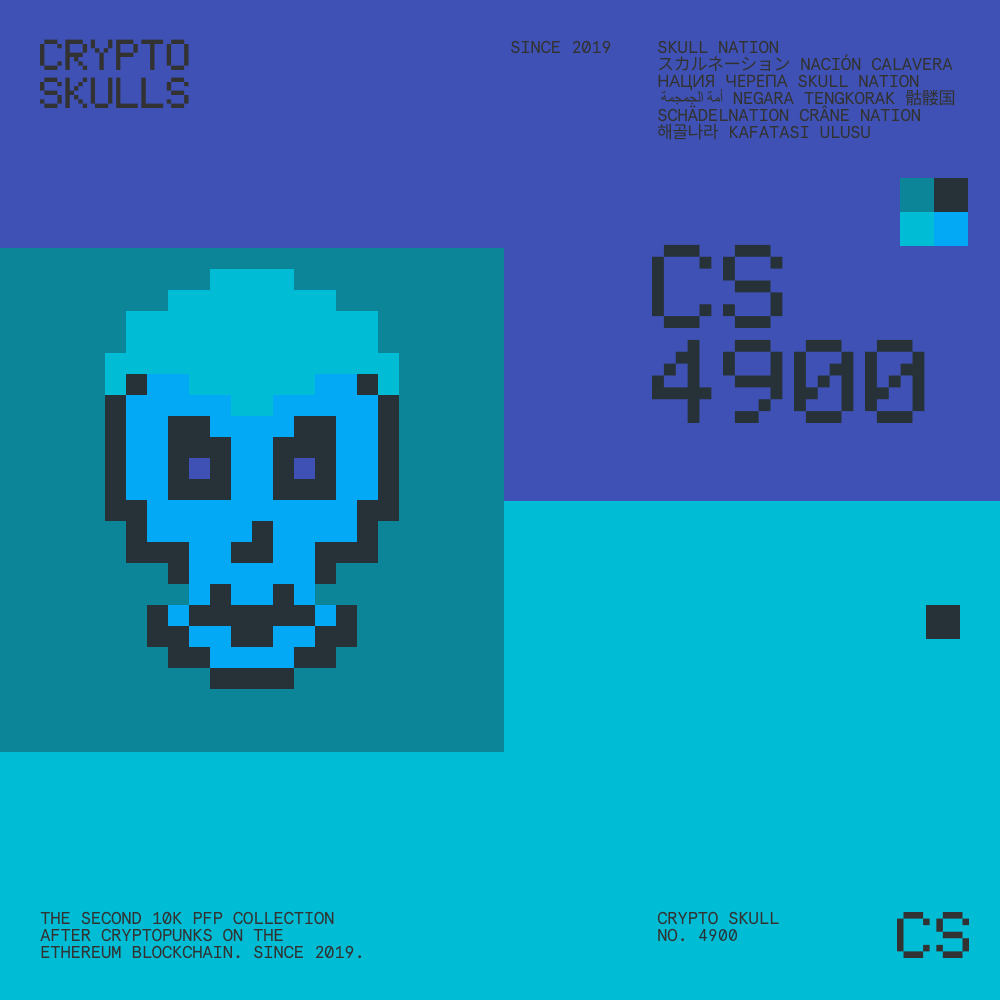 CRYPTO
SKULLS
SINCE 2019
SKULL NATION
スカルネーション NACIÓN CALAVERA
НАЦИЯ ЧЕРЕПА SKULL NATION
أمة الجمجمة NEGARA TENGKORAK 骷髅国
SCHÄDELNATION CRÂNE NATION
해골나라 KAFATASI ULUSU
CS
4900
THE SECOND 10K PFP COLLECTION
AFTER CRYPTOPUNKS ON THE
ETHEREUM BLOCKCHAIN. SINCE 2019.
CRYPTO SKULL
NO. 4900
CS